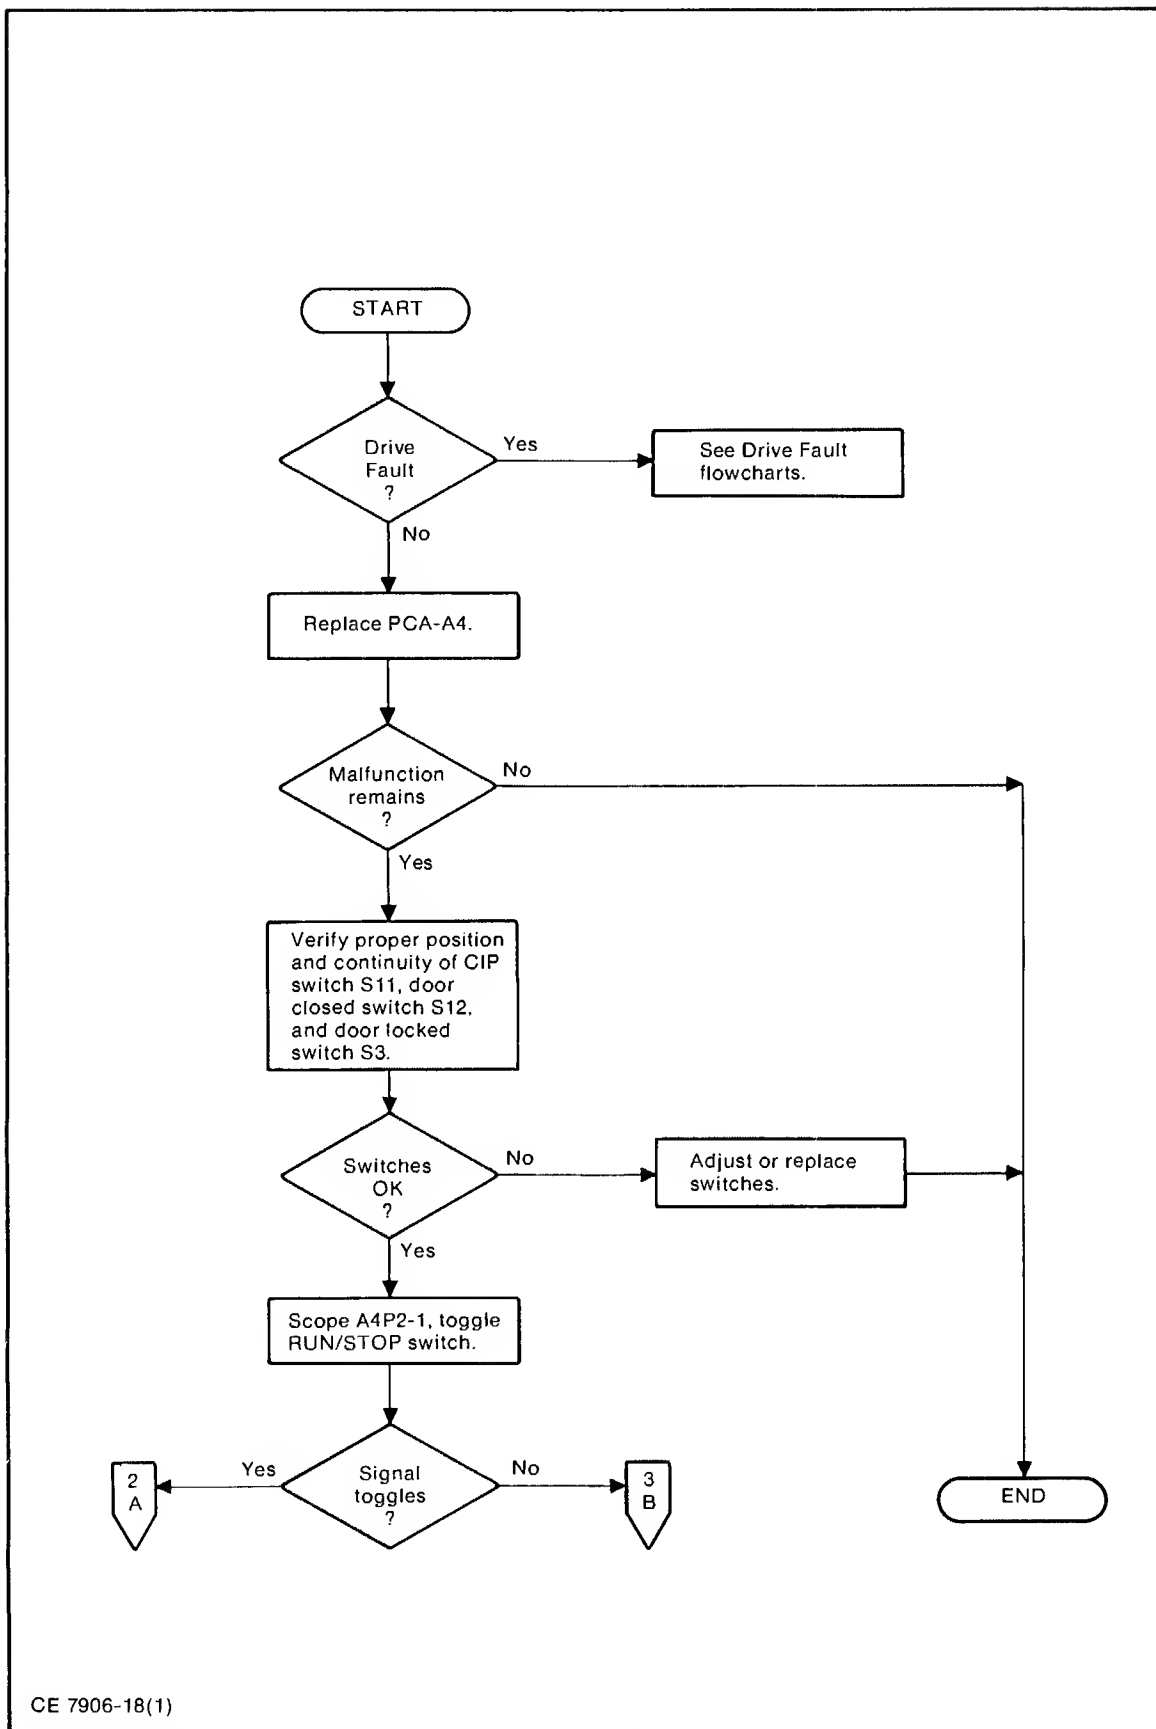 START
Drive
Fault
?
Yes
See Drive Fault
flowcharts.
No
Replace PCA-A4.
Malfunction
remains
?
No
Yes
Verify proper position
and continuity of CIP
switch S11, door
closed switch S12,
and door locked
switch S3.
Switches
OK
?
No
Adjust or replace
switches.
Yes
Scope A4P2-1, toggle
RUN/STOP switch.
Signal
toggles
?
Yes
2
A
No
3
B
END
CE 7906-18(1)